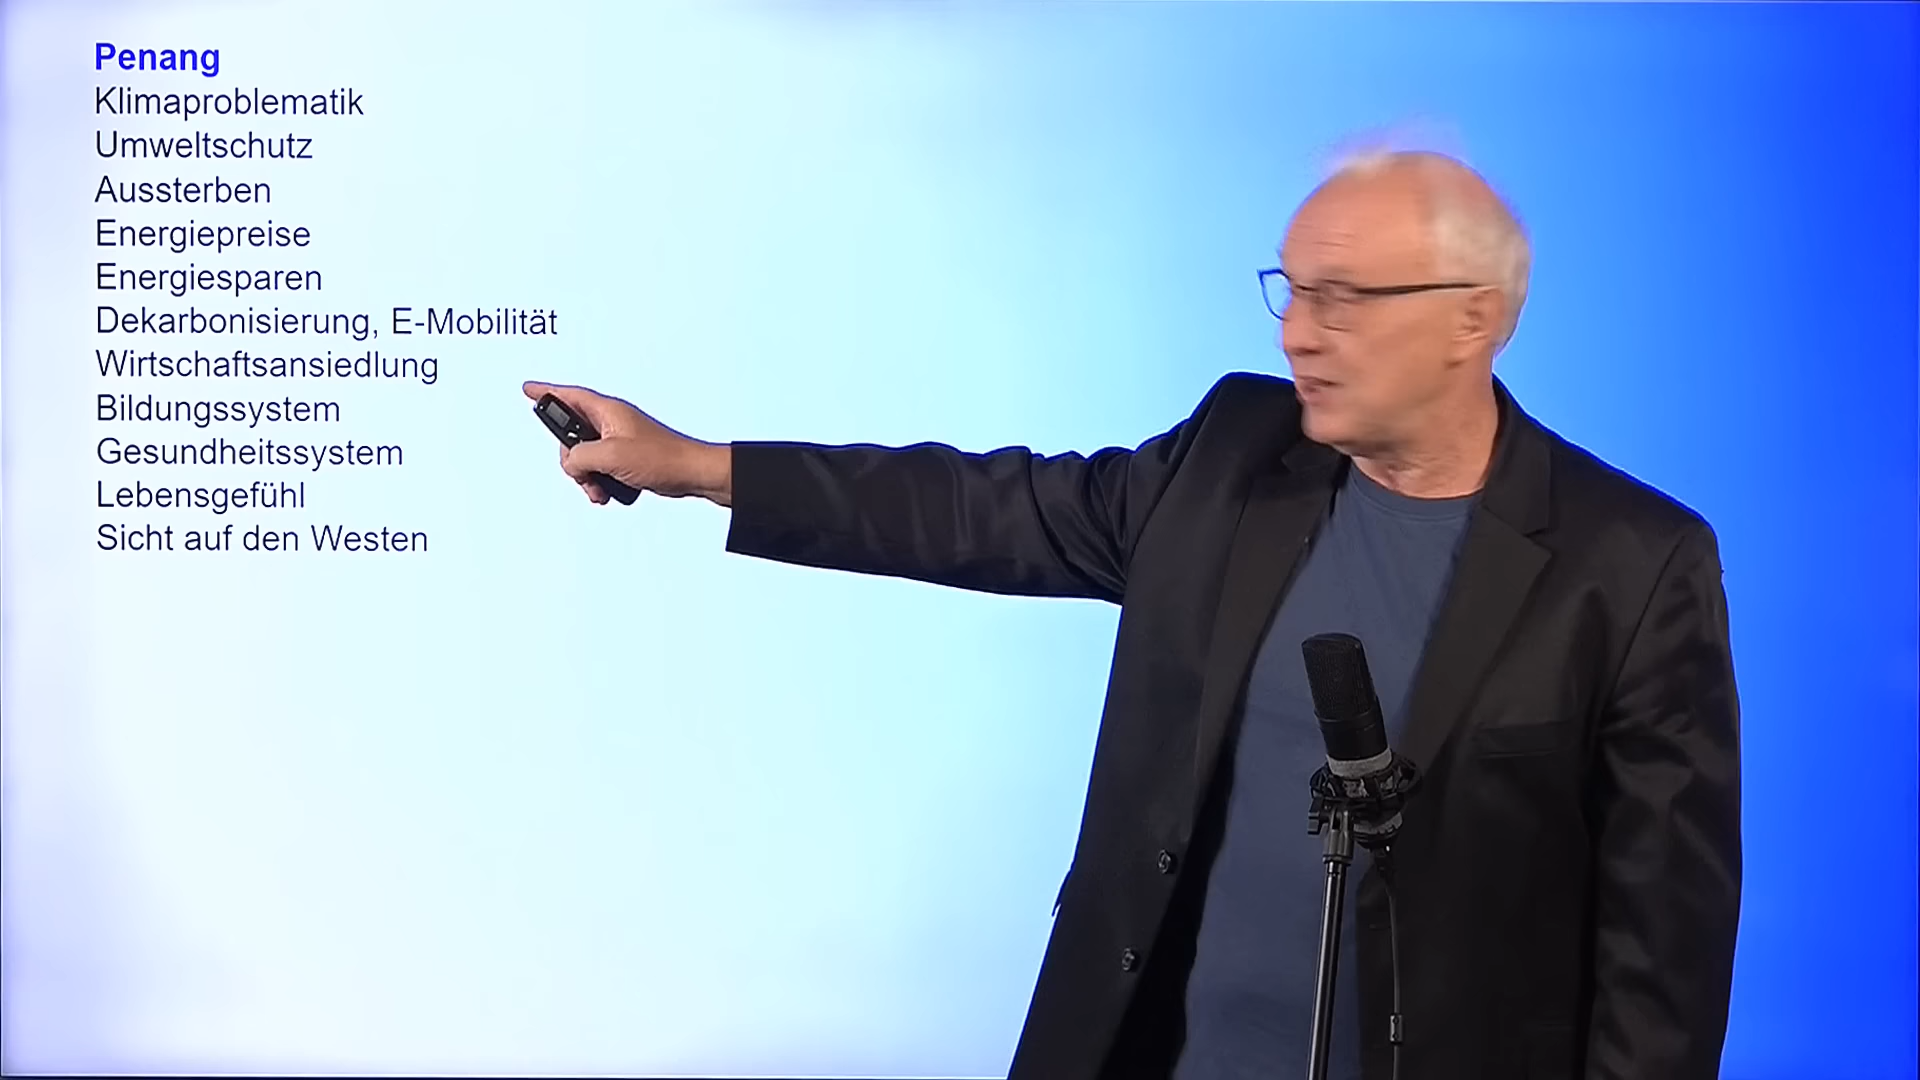 Penang
Klimaproblematik
Umweltschutz
Aussterben
Energiepreise
Energiesparen
Dekarbonisierung, E-Mobilität
Wirtschaftsansiedlung
Bildungssystem
Gesundheitssystem
Lebensgefühl
Sicht auf den Westen